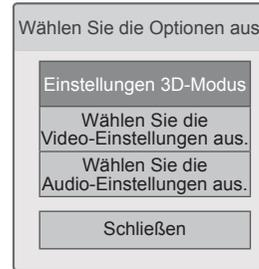 Wählen Sie die Optionen aus
Einstellungen 3D-Modus
Wählen Sie die
Video-Einstellungen aus.
Wählen Sie die
Audio-Einstellungen aus.
Schließen